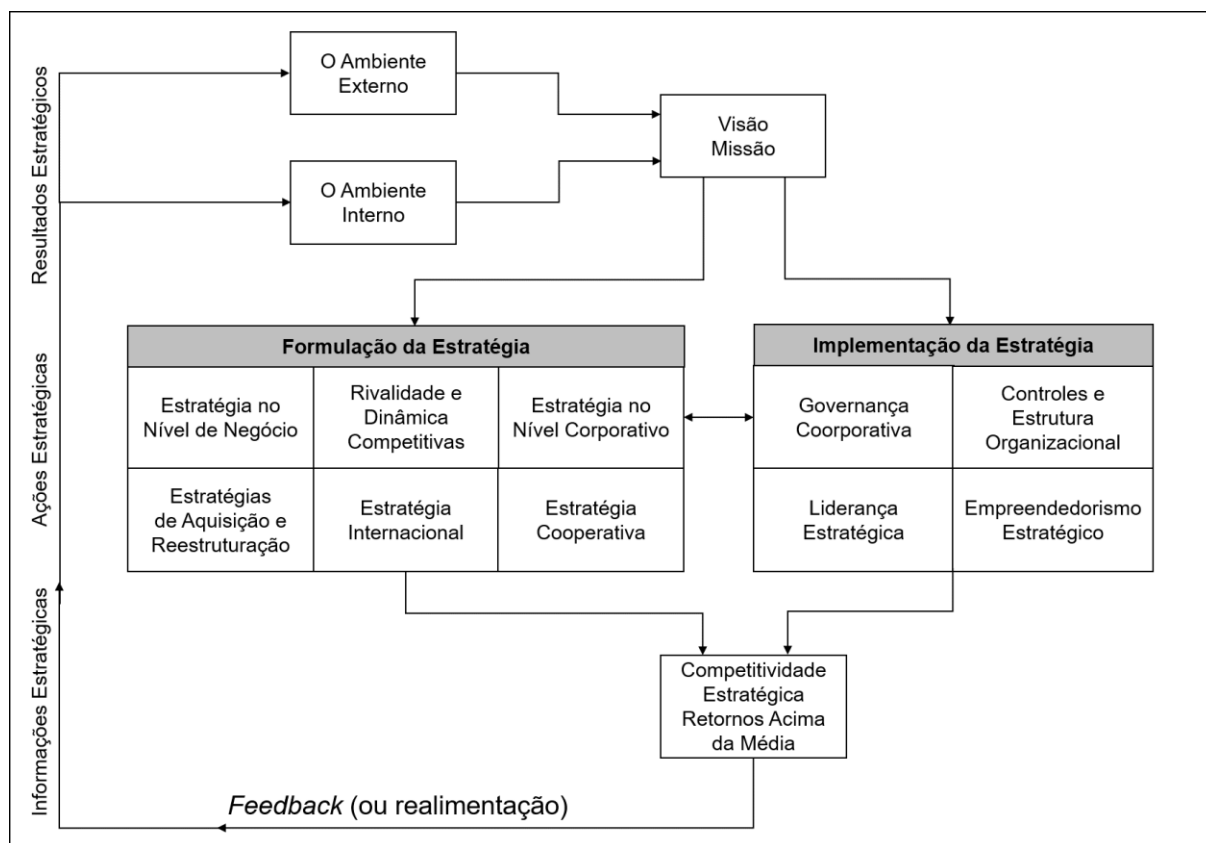 Resultados Estratégicos
Ações Estratégicas
Informações Estratégicas
O Ambiente
Externo
O Ambiente
Interno
Visão
Missão
Formulação da Estratégia
Estratégia no
Nível de Negócio
Rivalidade e
Dinâmica
Competitivas
Estratégia no
Nível Corporativo
Estratégias
de Aquisição e
Reestruturação
Estratégia
Internacional
Estratégia
Cooperativa
Implementação da Estratégia
Governança
Coorporativa
Controles e
Estrutura
Organizacional
Liderança
Estratégica
Empreendedorismo
Estratégico
Competitividade
Estratégica
Retornos Acima
da Média
Feedback (ou realimentação)